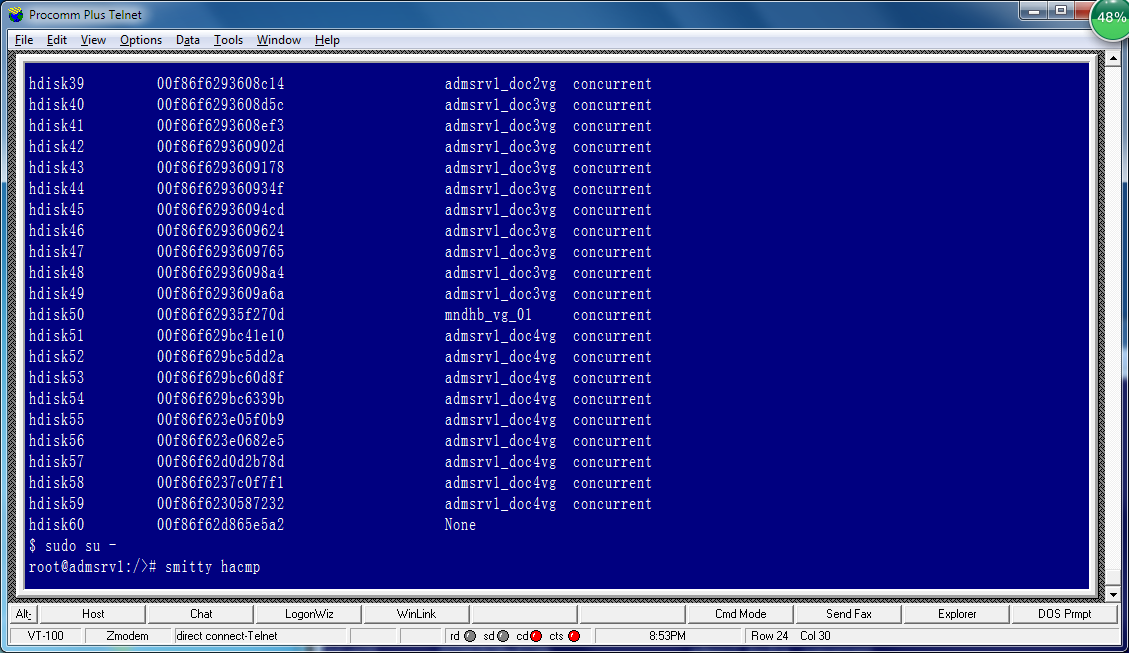 Procomm Plus Telnet
48%
File Edit View Options Data Tools Window Help
hdisk39 00f86f6293608c14 admsrv1_doc2vg concurrent
hdisk40 00f86f6293608d5c admsrv1_doc3vg concurrent
hdisk41 00f86f6293608ef3 admsrv1_doc3vg concurrent
hdisk42 00f86f629360902d admsrv1_doc3vg concurrent
hdisk43 00f86f6293609178 admsrv1_doc3vg concurrent
hdisk44 00f86f629360934f admsrv1_doc3vg concurrent
hdisk45 00f86f62936094cd admsrv1_doc3vg concurrent
hdisk46 00f86f6293609624 admsrv1_doc3vg concurrent
hdisk47 00f86f6293609765 admsrv1_doc3vg concurrent
hdisk48 00f86f62936098a4 admsrv1_doc3vg concurrent
hdisk49 00f86f6293609a6a admsrv1_doc3vg concurrent
hdisk50 00f86f62935f270d mndhb_vg_01 concurrent
hdisk51 00f86f629bc41e10 admsrv1_doc4vg concurrent
hdisk52 00f86f629bc5dd2a admsrv1_doc4vg concurrent
hdisk53 00f86f629bc60d8f admsrv1_doc4vg concurrent
hdisk54 00f86f629bc6339b admsrv1_doc4vg concurrent
hdisk55 00f86f623e05f0b9 admsrv1_doc4vg concurrent
hdisk56 00f86f623e0682e5 admsrv1_doc4vg concurrent
hdisk57 00f86f62d0d2b78d admsrv1_doc4vg concurrent
hdisk58 00f86f6237c0f7f1 admsrv1_doc4vg concurrent
hdisk59 00f86f6230587232 admsrv1_doc4vg concurrent
hdisk60 00f86f62d865e5a2 None
$ sudo su -
root@admsrv1:/># smitty hacmp
Alt- Host Chat LogonWiz WinLink Cmd Mode Send Fax Explorer DOS Prmpt
VT-100 Zmodem direct connect-Telnet rd sd cd cts 8:53PM Row 24 Col 30